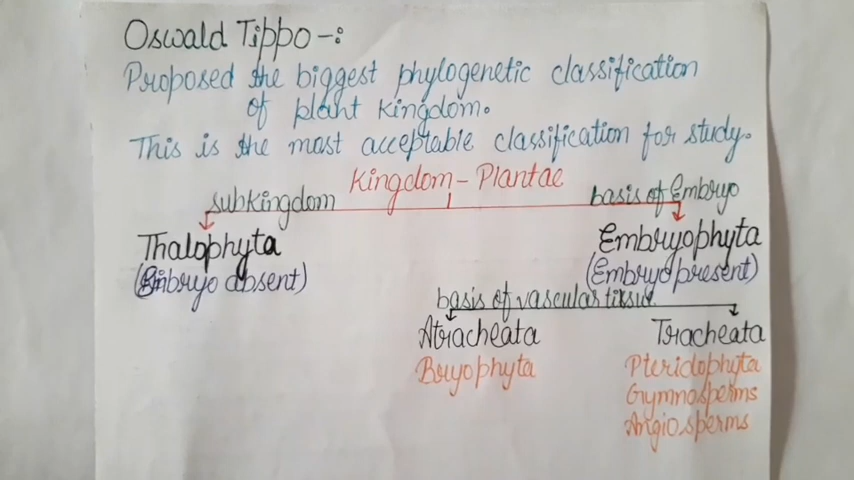 Oswald Tippo-:
Proposed the biggest phylogenetic classification
of plant kingdom.
This is the most acceptable classification for study.
Kingdom - Plantae
subkingdom basis of Embryo
Thalophyta Embryophyta
(Embryo absent) (Embryo present)
basis of vascular tissue
Atracheata Tracheata
Bryophyta Pteridophyta
Gymnosperms
Angiosperms